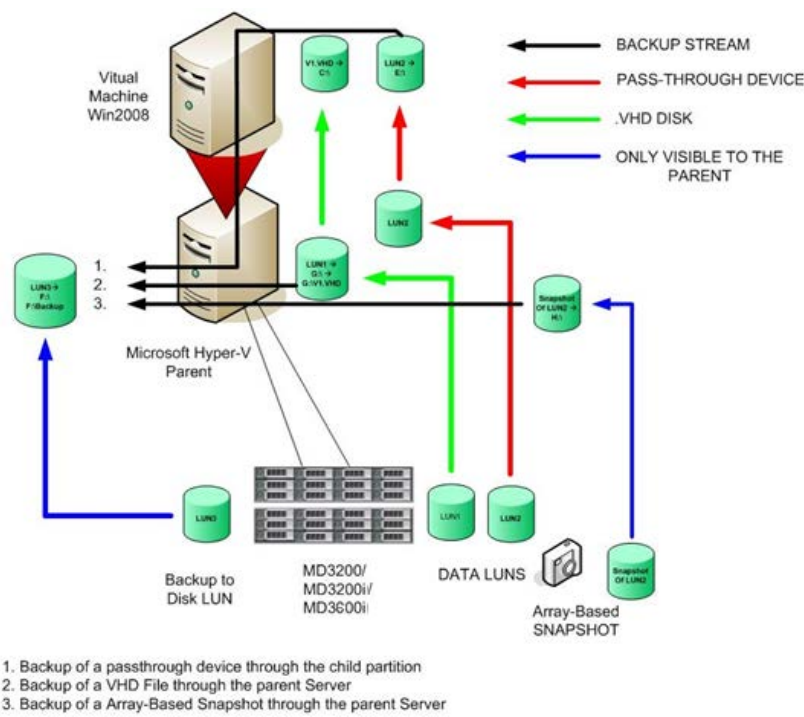 Vitual
Machine
Win2008
V1.VHD →
C:\
LUN2 →
E:\
BACKUP STREAM
PASS-THROUGH DEVICE
.VHD DISK
ONLY VISIBLE TO THE
PARENT
LUN2
LUN3→
F:\
F:\Backup
1.
2.
3.
LUN1 →
G:\ →
G:\V1.VHD
Snapshot
Of LUN2 →
H:\
Microsoft Hyper-V
Parent
LUN3
Backup to
Disk LUN
MD3200/
MD3200i/
MD3600i
LUN1
LUN2
DATA LUNS
Array-Based
SNAPSHOT
Snapshot
Of LUN2
1. Backup of a passthrough device through the child partition
2. Backup of a VHD File through the parent Server
3. Backup of a Array-Based Snapshot through the parent Server